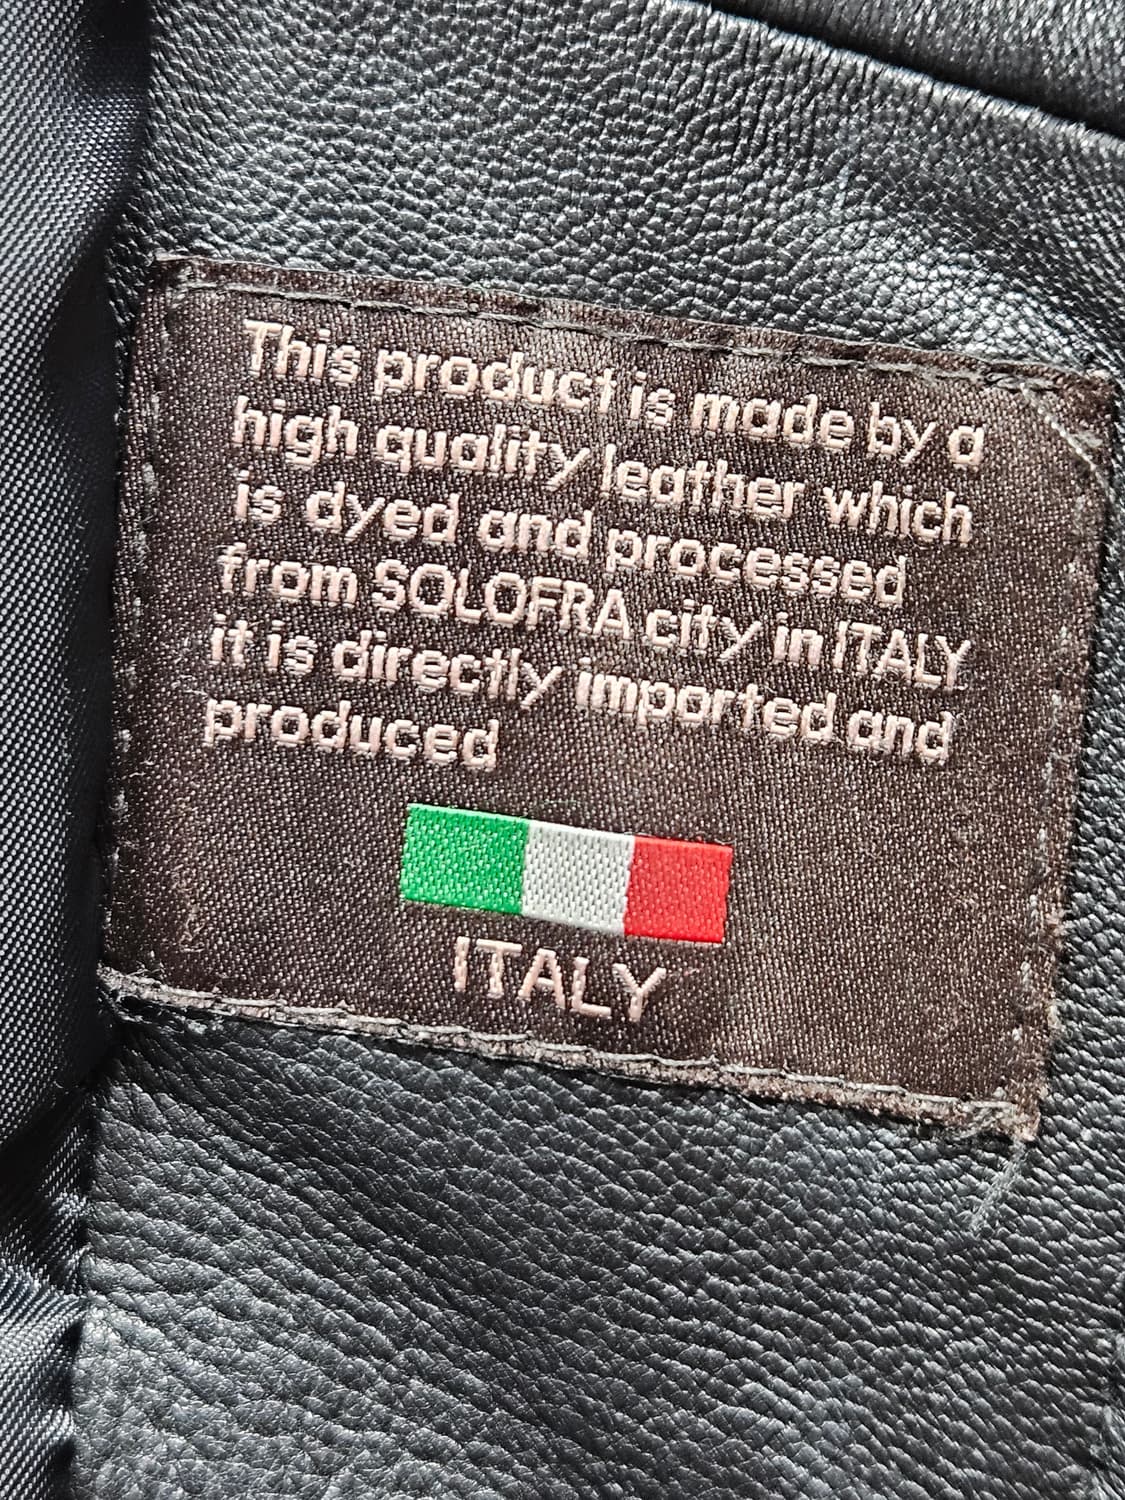 This product is made by a
high quality leather which
is dyed and processed
from SOLOFRA city in ITALY
it is directly imported and
produced
ITALY